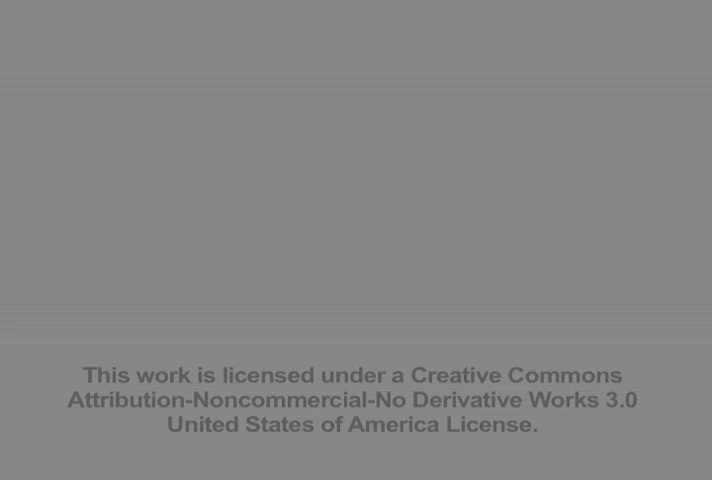 This work is licensed under a Creative Commons
Attribution-Noncommercial-No Derivative Works 3.0
United States of America License.